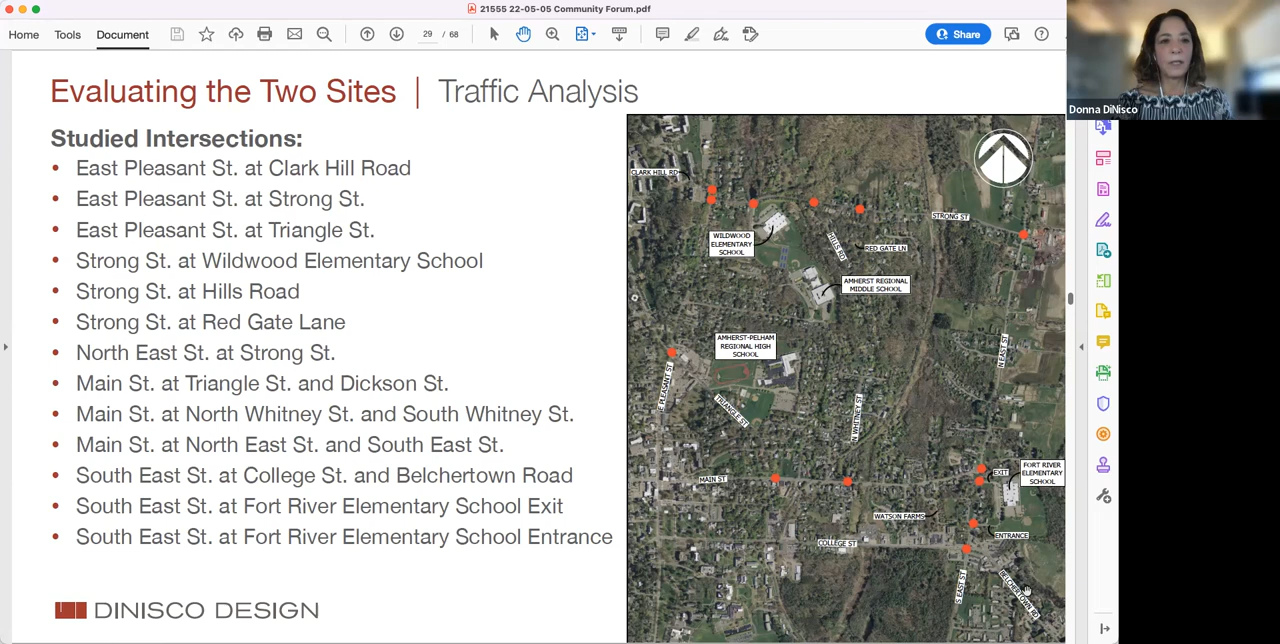 21555 22-05-05 Community Forum.pdf
Home Tools Document 29 / 68 Share
Donna DiNisco
Evaluating the Two Sites | Traffic Analysis
Studied Intersections:
• East Pleasant St. at Clark Hill Road
• East Pleasant St. at Strong St.
• East Pleasant St. at Triangle St.
• Strong St. at Wildwood Elementary School
• Strong St. at Hills Road
• Strong St. at Red Gate Lane
• North East St. at Strong St.
• Main St. at Triangle St. and Dickson St.
• Main St. at North Whitney St. and South Whitney St.
• Main St. at North East St. and South East St.
• South East St. at College St. and Belchertown Road
• South East St. at Fort River Elementary School Exit
• South East St. at Fort River Elementary School Entrance
DINISCO DESIGN
CLARK HILL RD
STRONG ST
WILDWOOD
ELEMENTARY
SCHOOL
HILLS RD
RED GATE LN
AMHERST REGIONAL
MIDDLE SCHOOL
AMHERST-PELHAM
REGIONAL HIGH
SCHOOL
N EAST ST
E PLEASANT ST
TRIANGLE ST
N WHITNEY ST
MAIN ST
EXIT
FORT RIVER
ELEMENTARY
SCHOOL
WATSON FARMS
ENTRANCE
COLLEGE ST
S EAST ST
BELCHERTOWN RD